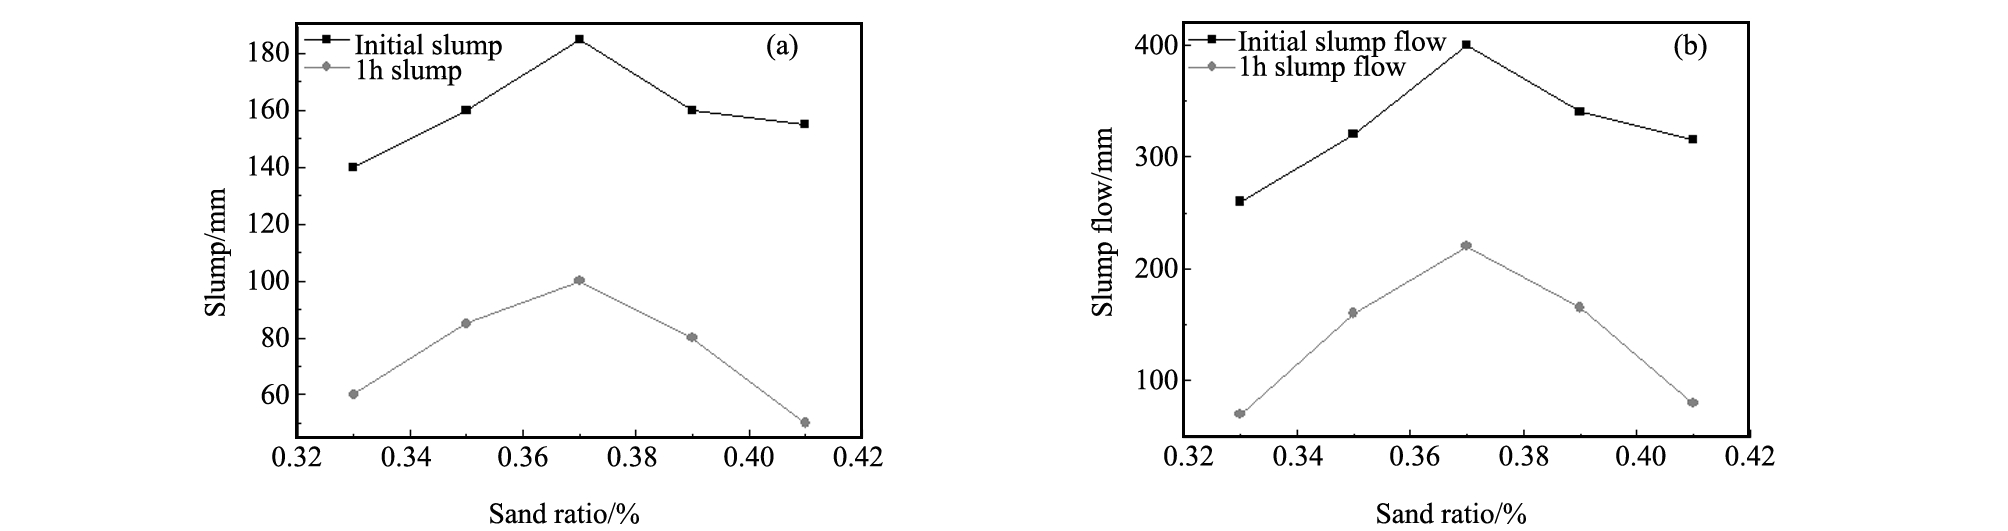 (a)
Initial slump
1h slump
180
160
140
120
100
80
60
Slump/mm
0.32 0.34 0.36 0.38 0.40 0.42
Sand ratio/%
(b)
Initial slump flow
1h slump flow
400
300
200
100
Slump flow/mm
0.32 0.34 0.36 0.38 0.40 0.42
Sand ratio/%